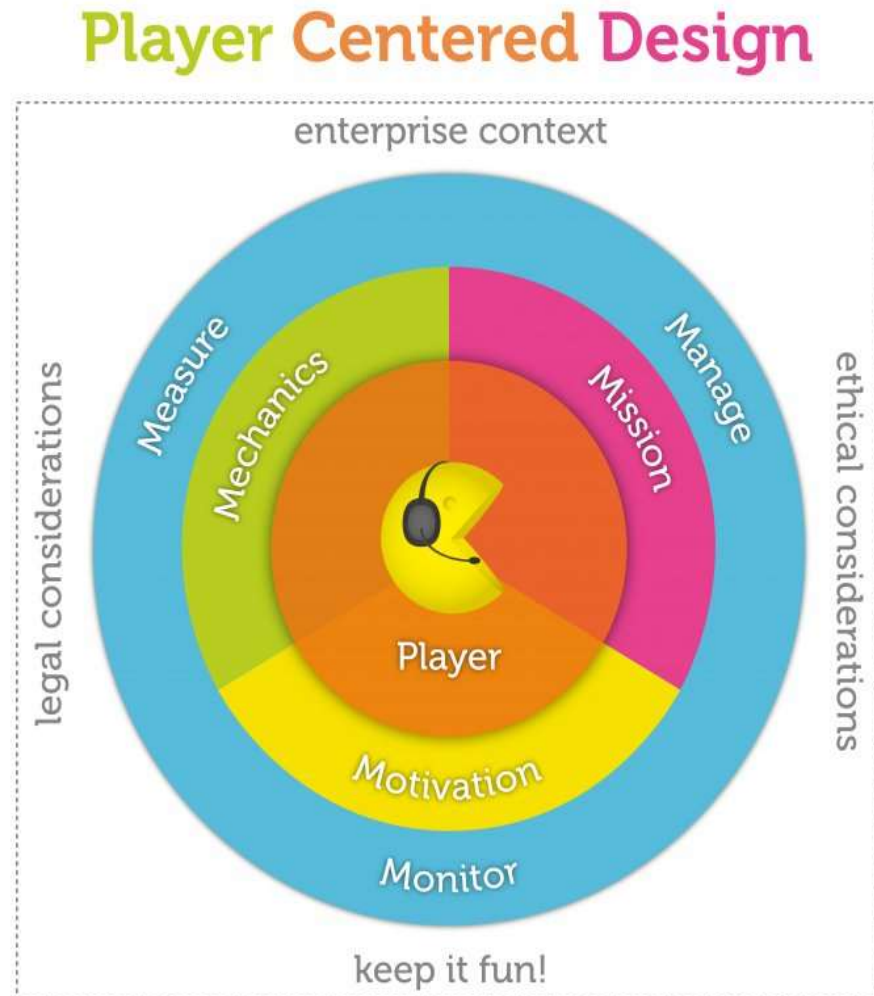 Player Centered Design
enterprise context
Measure
Manage
Mechanics
Mission
legal considerations
ethical considerations
Player
Motivation
Monitor
keep it fun!